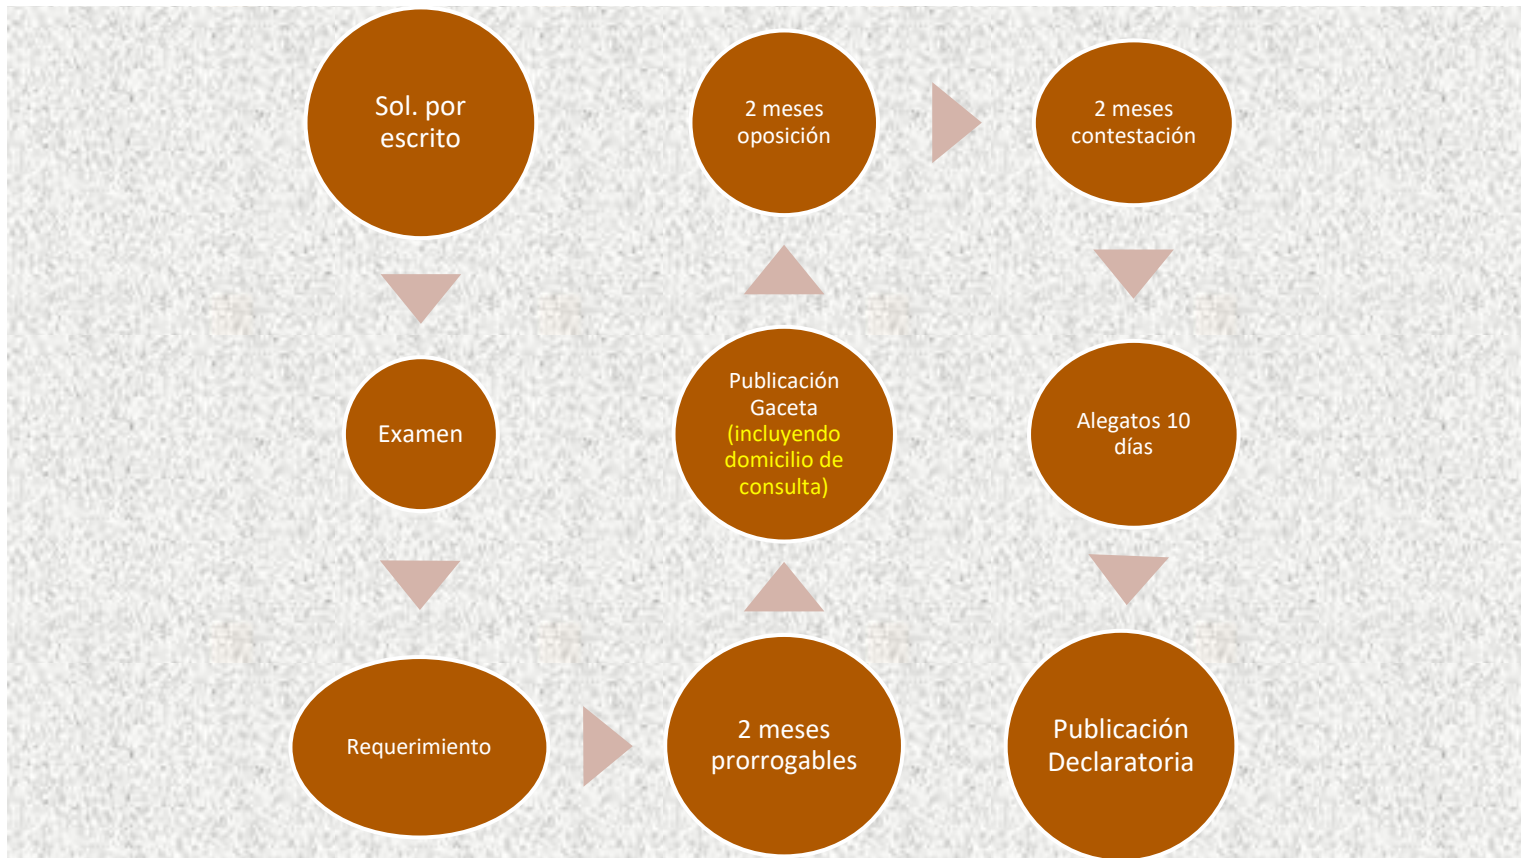 Sol. por
escrito
Examen
Requerimiento
2 meses
prorrogables
Publicación
Gaceta
(incluyendo
domicilio de
consulta)
2 meses
oposición
2 meses
contestación
Alegatos 10
días
Publicación
Declaratoria